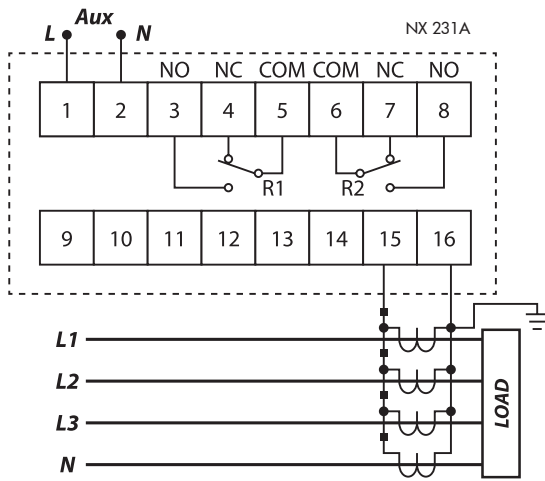 Aux
L N
NX 231A
NO NC COM COM NC NO
1 2 3 4 5 6 7 8
R1 R2
9 10 11 12 13 14 15 16
L1
L2
L3
N
LOAD